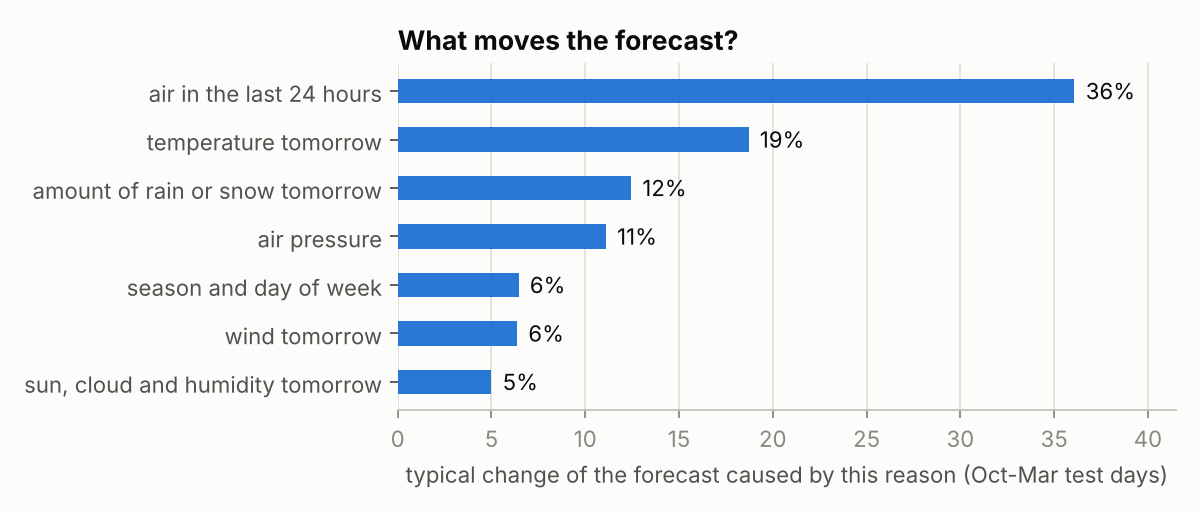 What moves the forecast?
air in the last 24 hours 36%
temperature tomorrow 19%
amount of rain or snow tomorrow 12%
air pressure 11%
season and day of week 6%
wind tomorrow 6%
sun, cloud and humidity tomorrow 5%
0 5 10 15 20 25 30 35 40
typical change of the forecast caused by this reason (Oct-Mar test days)